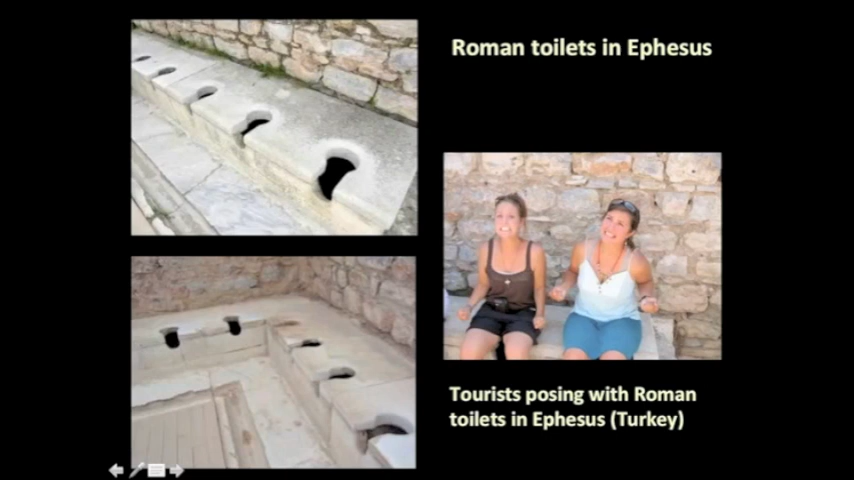 Roman toilets in Ephesus
Tourists posing with Roman
toilets in Ephesus (Turkey)